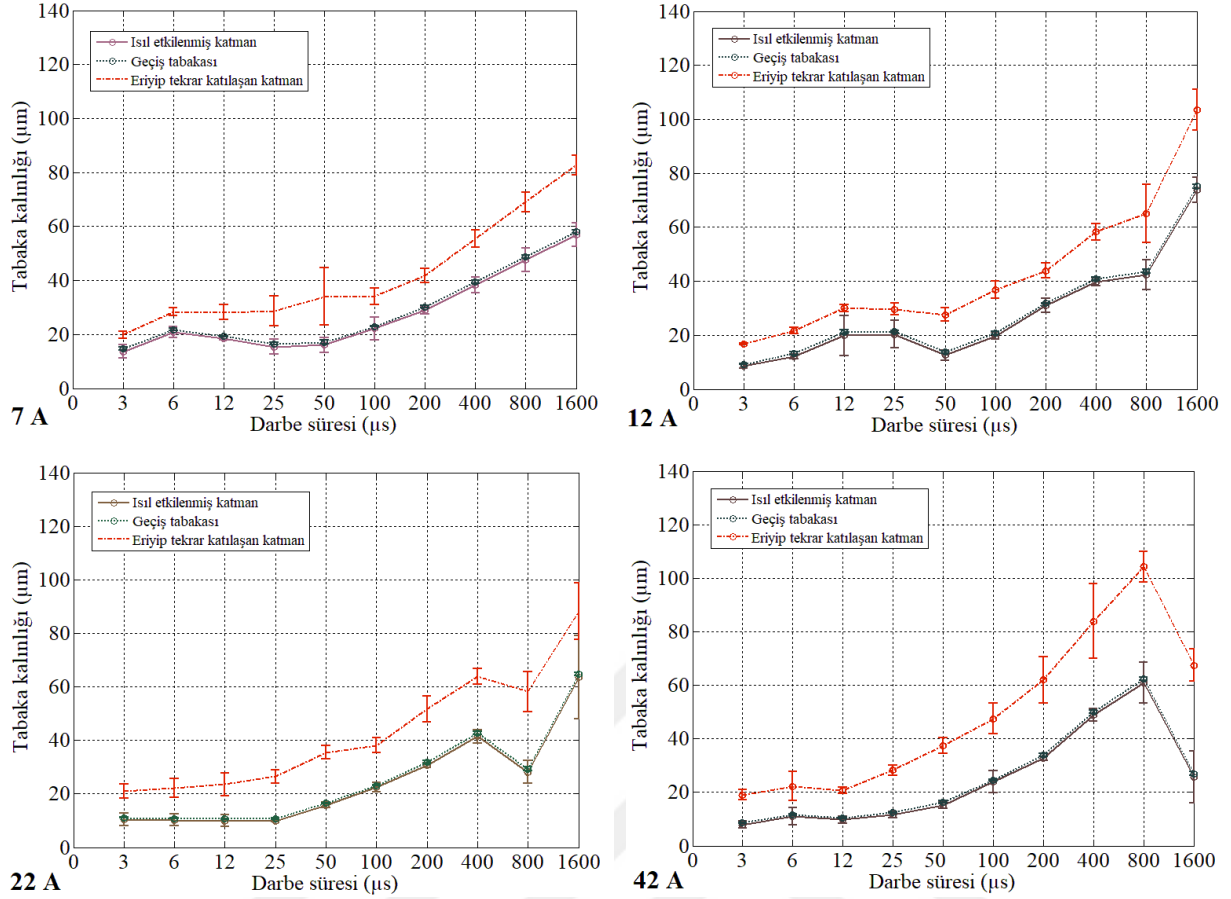 140
120
100
80
60
40
20
0
Tabaka kalınlığı (µm)
Isıl etkilenmiş katman
Geçiş tabakası
Eriyip tekrar katılaşan katman
0 3 6 12 25 50 100 200 400 800 1600
7 A Darbe süresi (µs)
140
120
100
80
60
40
20
0
Tabaka kalınlığı (µm)
Isıl etkilenmiş katman
Geçiş tabakası
Eriyip tekrar katılaşan katman
0 3 6 12 25 50 100 200 400 800 1600
12 A Darbe süresi (µs)
140
120
100
80
60
40
20
0
Tabaka kalınlığı (µm)
Isıl etkilenmiş katman
Geçiş tabakası
Eriyip tekrar katılaşan katman
0 3 6 12 25 50 100 200 400 800 1600
22 A Darbe süresi (µs)
140
120
100
80
60
40
20
0
Tabaka kalınlığı (µm)
Isıl etkilenmiş katman
Geçiş tabakası
Eriyip tekrar katılaşan katman
0 3 6 12 25 50 100 200 400 800 1600
42 A Darbe süresi (µs)